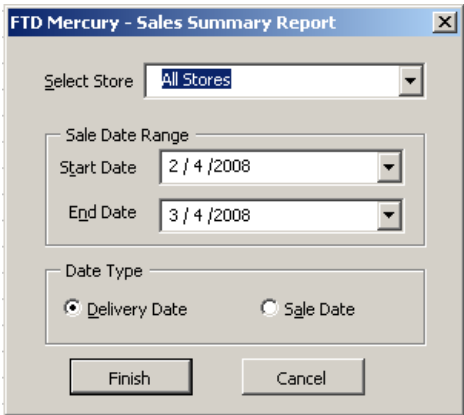 FTD Mercury - Sales Summary Report
Select Store All Stores
Sale Date Range
Start Date 2 / 4 /2008
End Date 3 / 4 /2008
Date Type
Delivery Date Sale Date
Finish Cancel